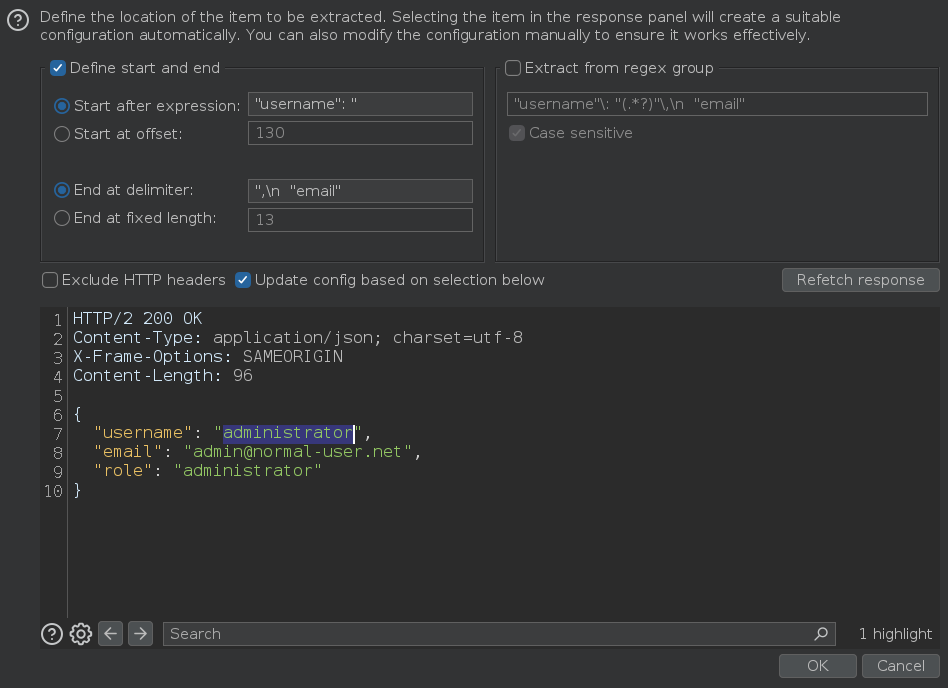 Define the location of the item to be extracted. Selecting the item in the response panel will create a suitable
configuration automatically. You can also modify the configuration manually to ensure it works effectively.
Define start and end
Start after expression: "username": "
Start at offset: 130
End at delimiter: ",\n  "email"
End at fixed length: 13
Extract from regex group
"username"\: "(.*?)"\,\n  "email"
Case sensitive
Exclude HTTP headers Update config based on selection below Refetch response
1 HTTP/2 200 OK
2 Content-Type: application/json; charset=utf-8
3 X-Frame-Options: SAMEORIGIN
4 Content-Length: 96
5
6 {
7   "username": "administrator",
8   "email": "admin@normal-user.net",
9   "role": "administrator"
10 }
Search 1 highlight
OK Cancel